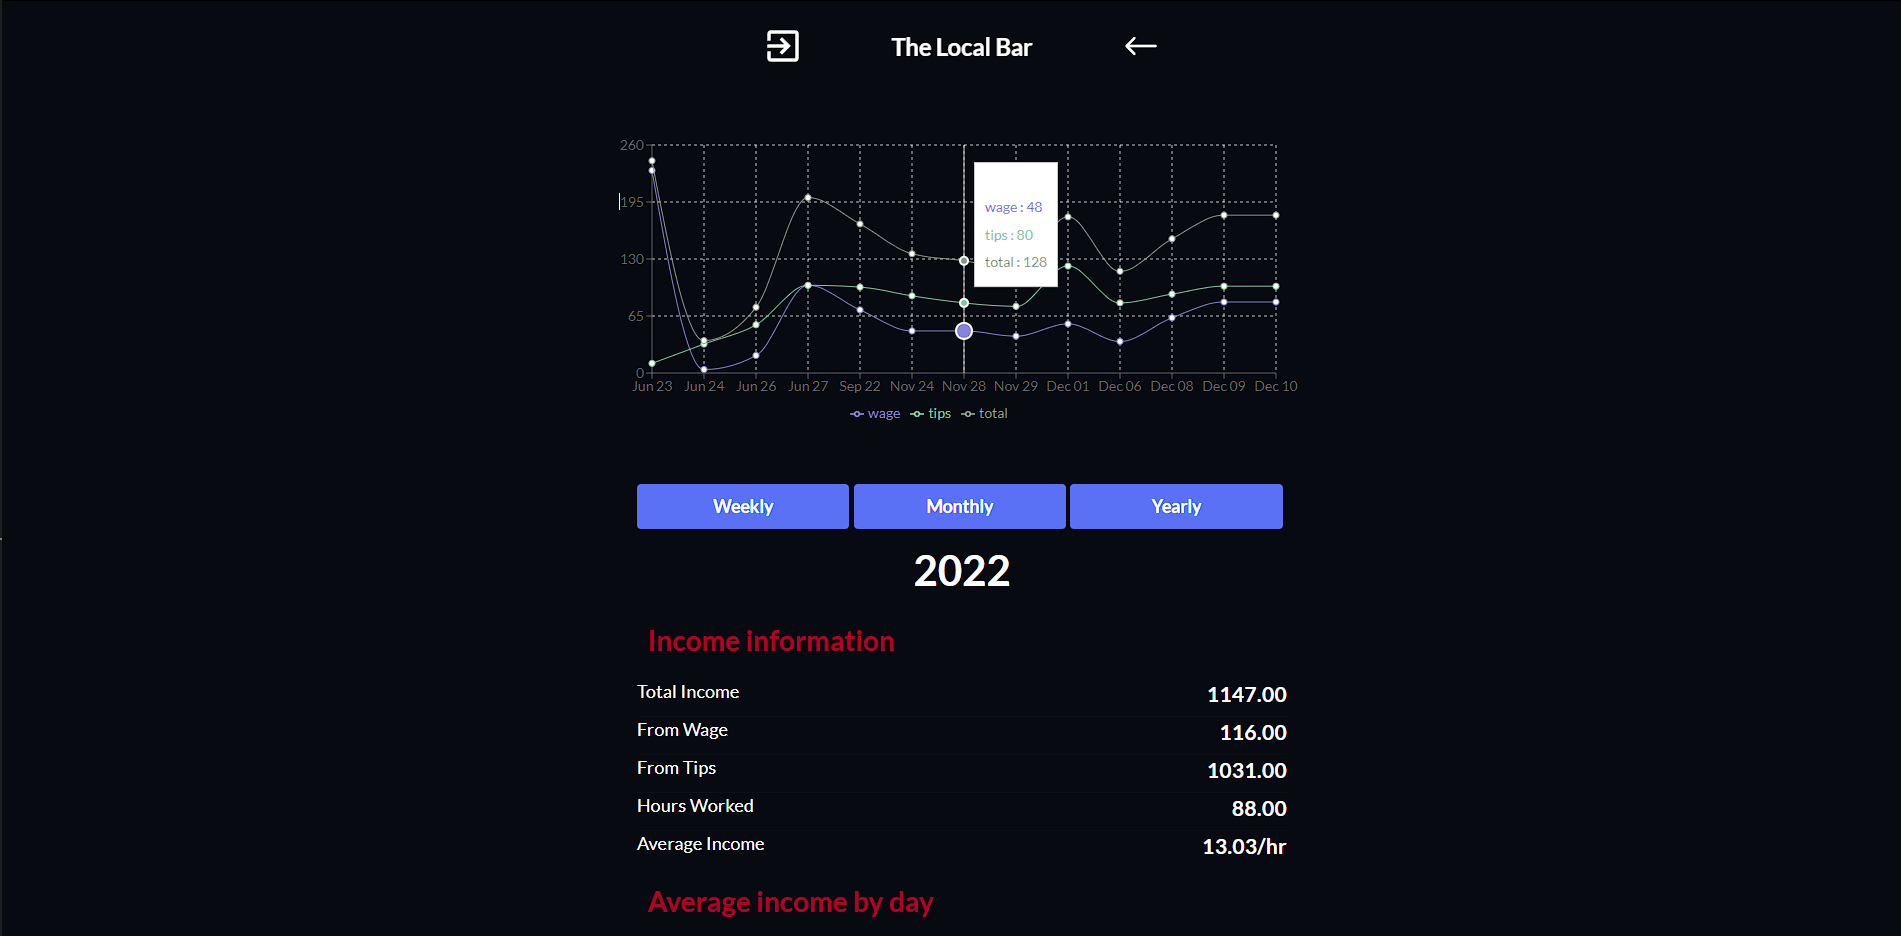 The Local Bar
260
195
130
65
0
wage : 48
tips : 80
total : 128
Jun 23 Jun 24 Jun 26 Jun 27 Sep 22 Nov 24 Nov 28 Nov 29 Dec 01 Dec 06 Dec 08 Dec 09 Dec 10
wage tips total
Weekly Monthly Yearly
2022
Income information
Total Income 1147.00
From Wage 116.00
From Tips 1031.00
Hours Worked 88.00
Average Income 13.03/hr
Average income by day